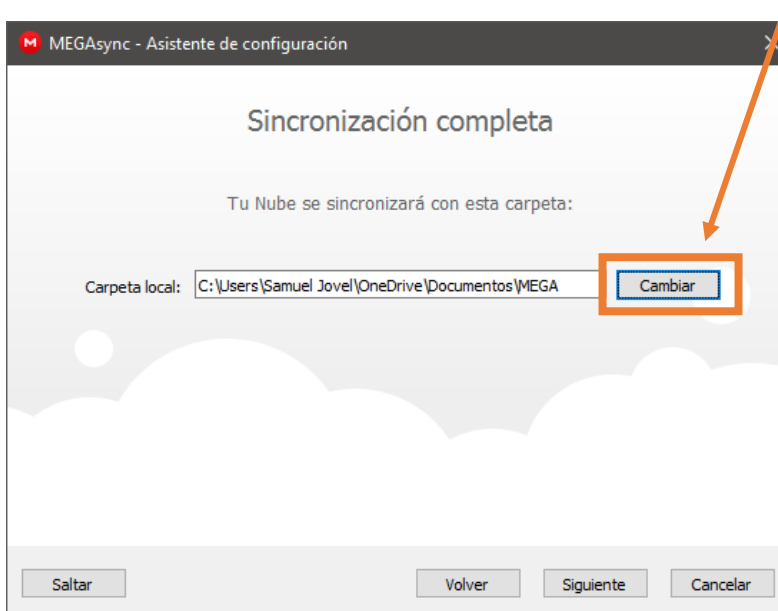 MEGAsync - Asistente de configuración
Sincronización completa
Tu Nube se sincronizará con esta carpeta:
Carpeta local: C:\Users\Samuel Jovel\OneDrive\Documentos\MEGA Cambiar
Saltar Volver Siguiente Cancelar